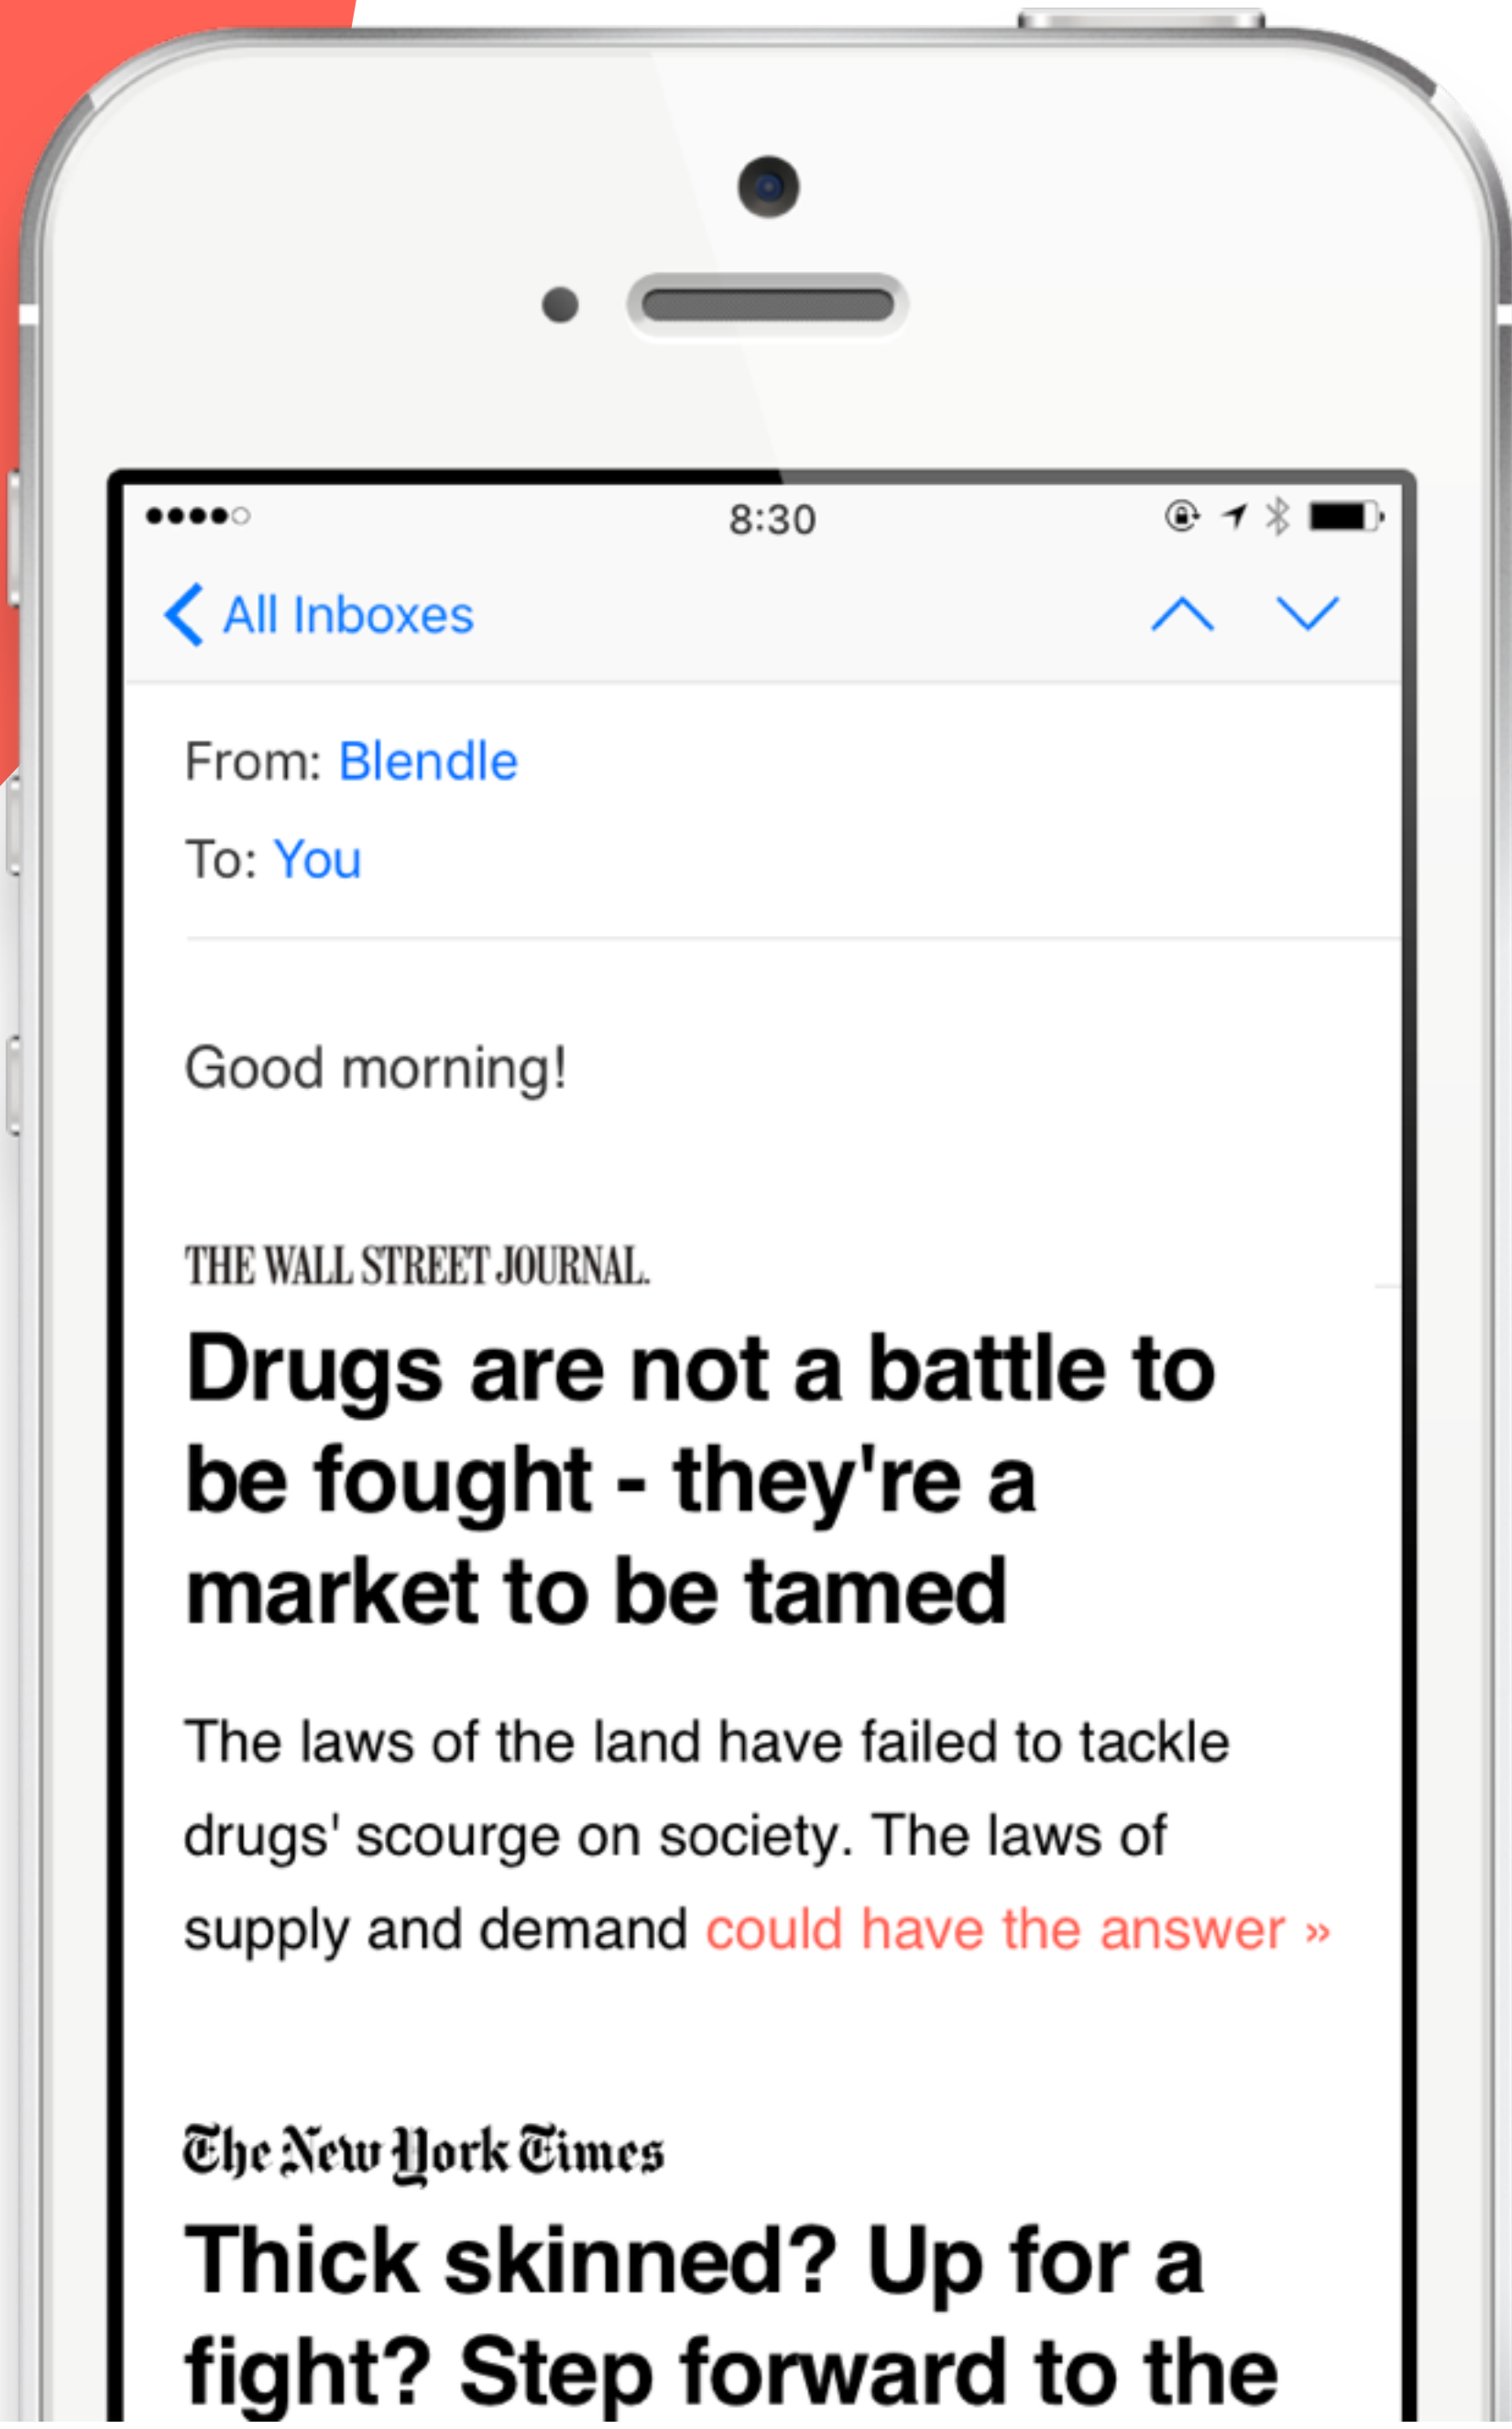 8:30
All Inboxes
From: Blendle
To: You
Good morning!
THE WALL STREET JOURNAL.
Drugs are not a battle to
be fought - they're a
market to be tamed
The laws of the land have failed to tackle
drugs' scourge on society. The laws of
supply and demand could have the answer »
The New York Times
Thick skinned? Up for a
fight? Step forward to the